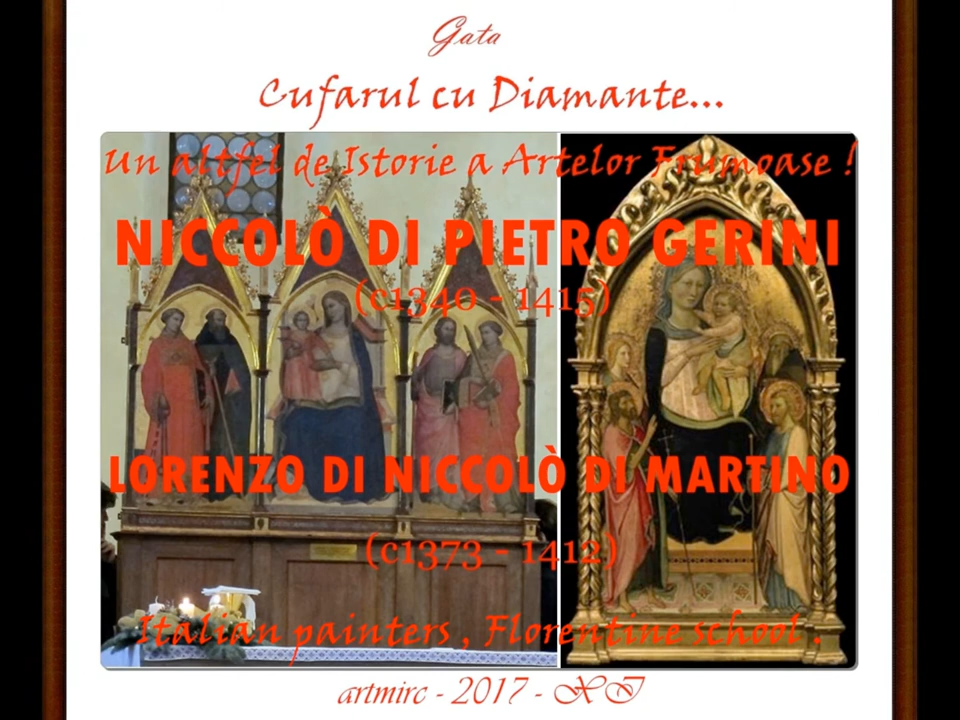 Gata
Cufarul cu Diamante...
Un altfel de Istorie a Artelor Frumoase !
NICCOLÒ DI PIETRO GERINI
(c1340 - 1415)
LORENZO DI NICCOLÒ DI MARTINO
(c1373 - 1412)
Italian painters , Florentine school .
artmirc - 2017 - XI